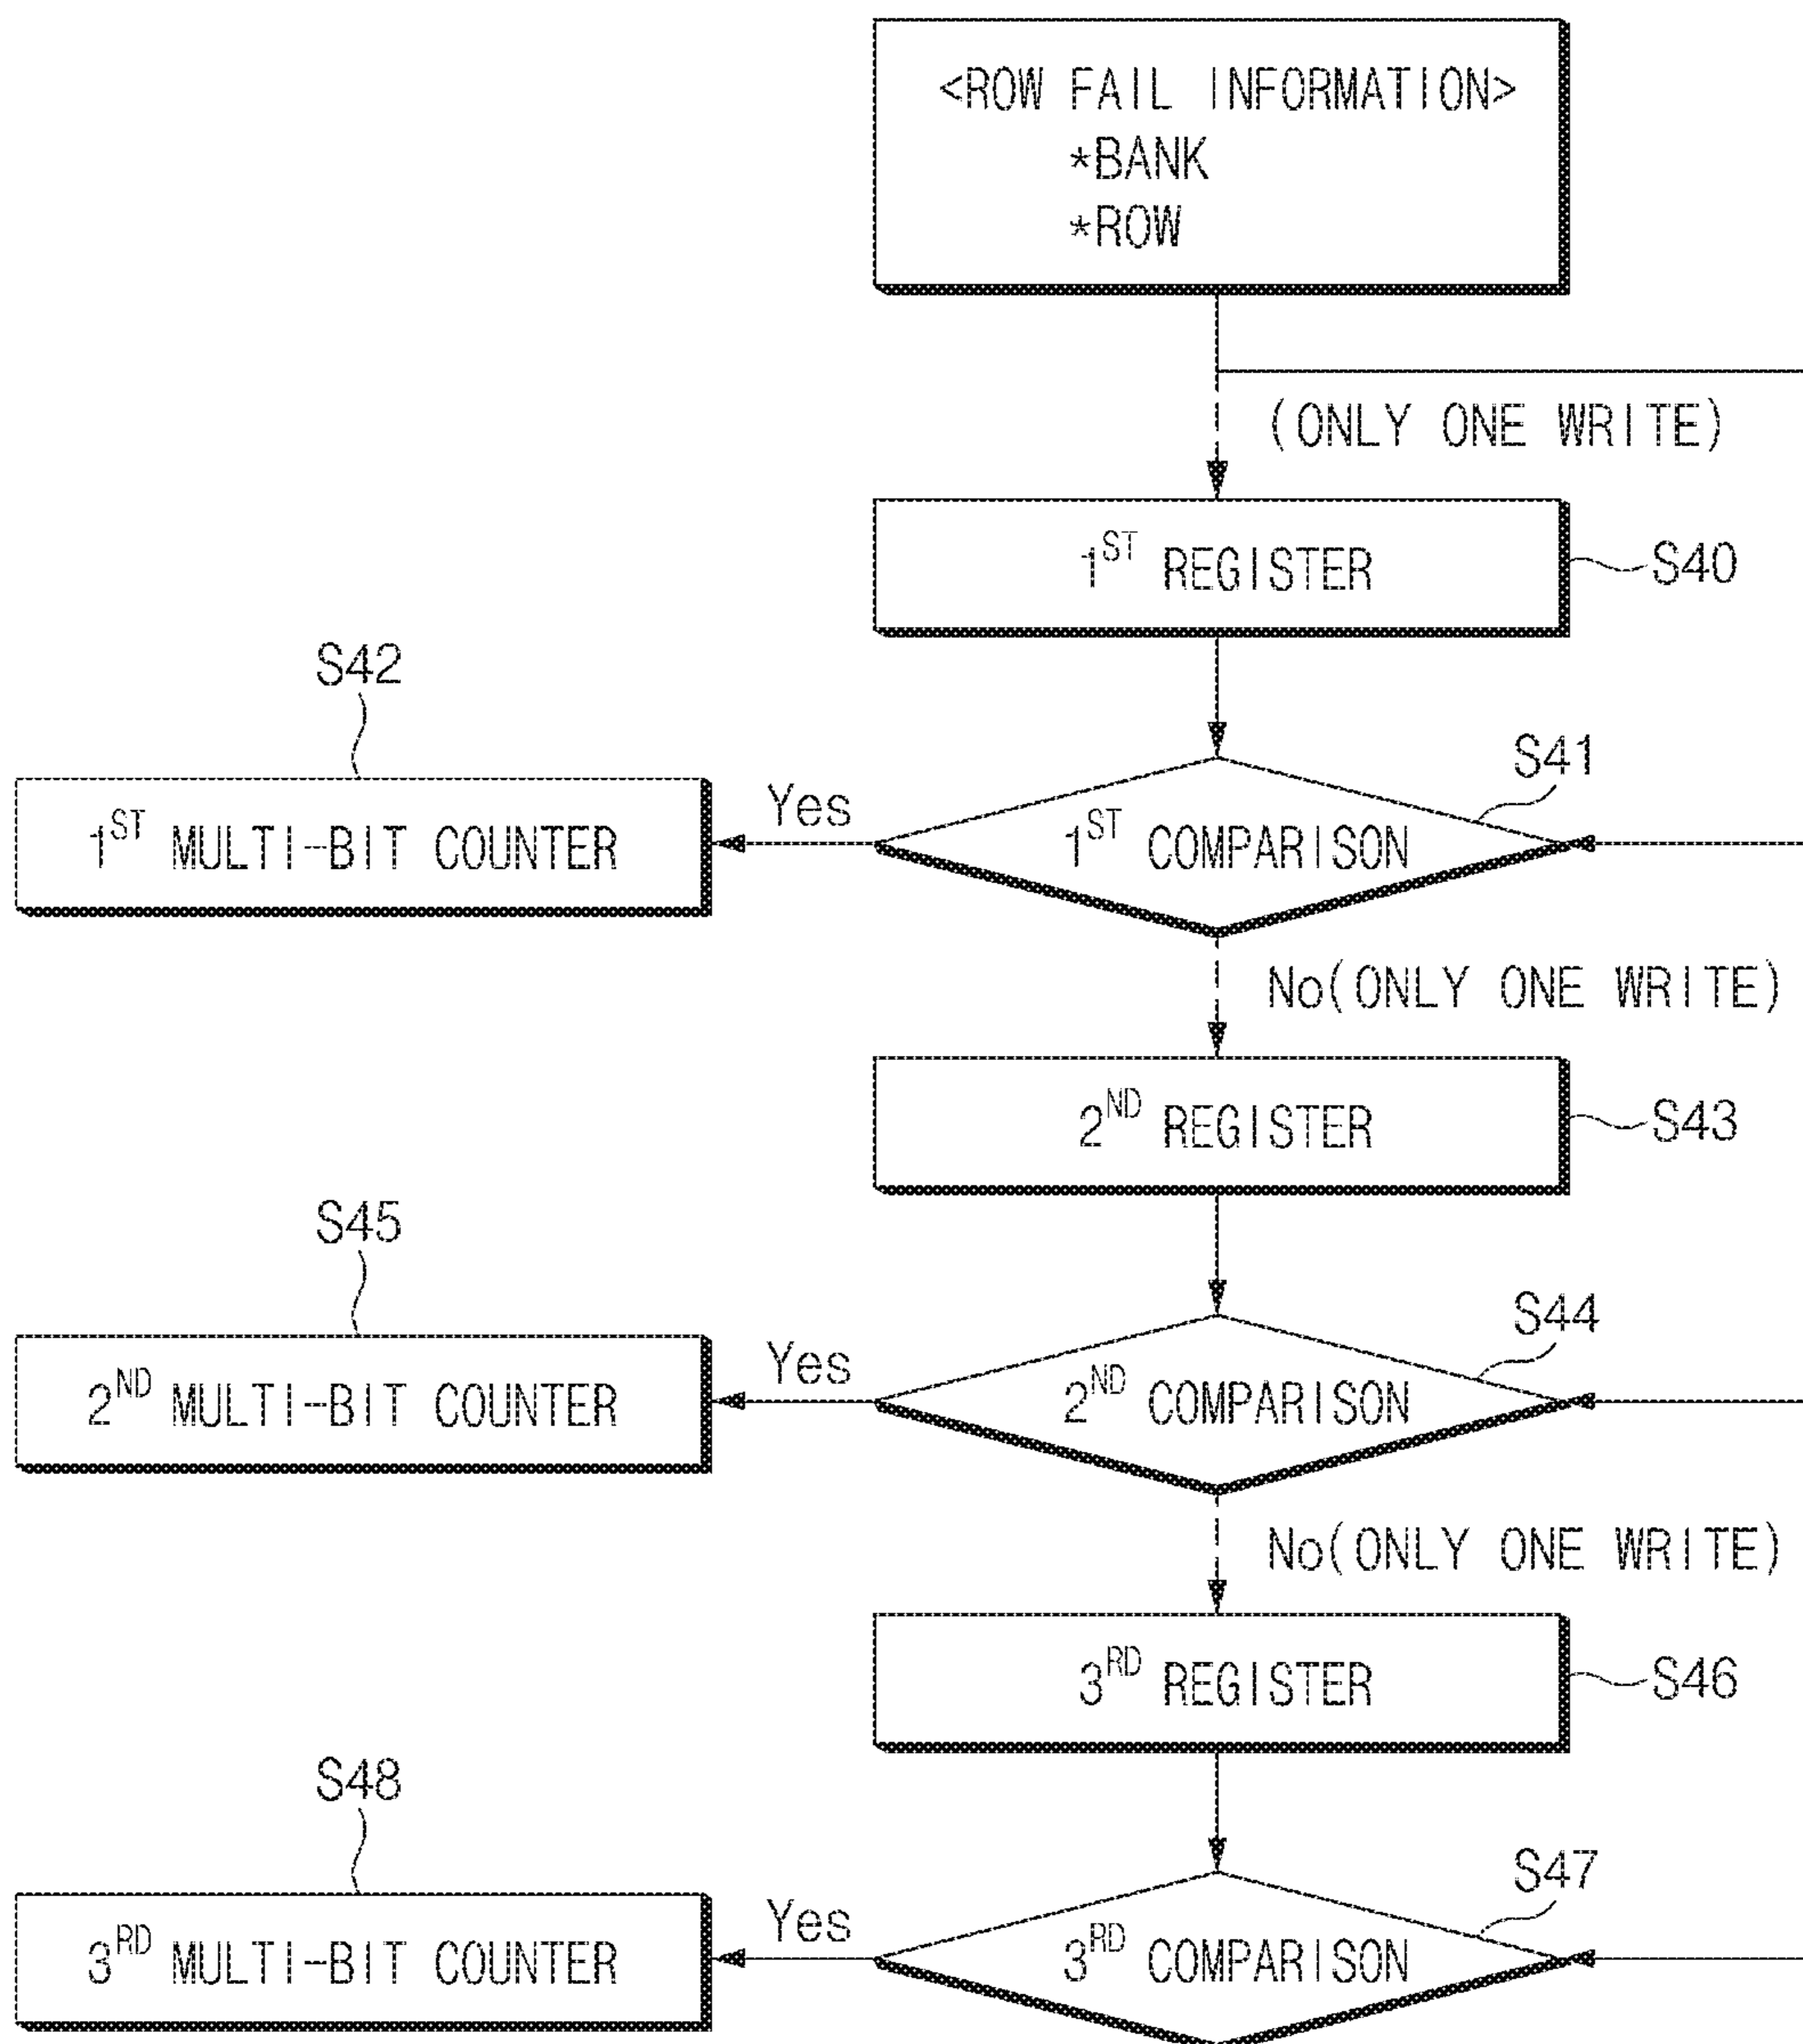 <ROW FAIL INFORMATION>
*BANK
*ROW
(ONLY ONE WRITE)
1ST REGISTER
S40
S42
S41
1ST MULTI-BIT COUNTER
Yes
1ST COMPARISON
No(ONLY ONE WRITE)
2ND REGISTER
S43
S45
S44
2ND MULTI-BIT COUNTER
Yes
2ND COMPARISON
No(ONLY ONE WRITE)
3RD REGISTER
S46
S48
S47
3RD MULTI-BIT COUNTER
Yes
3RD COMPARISON